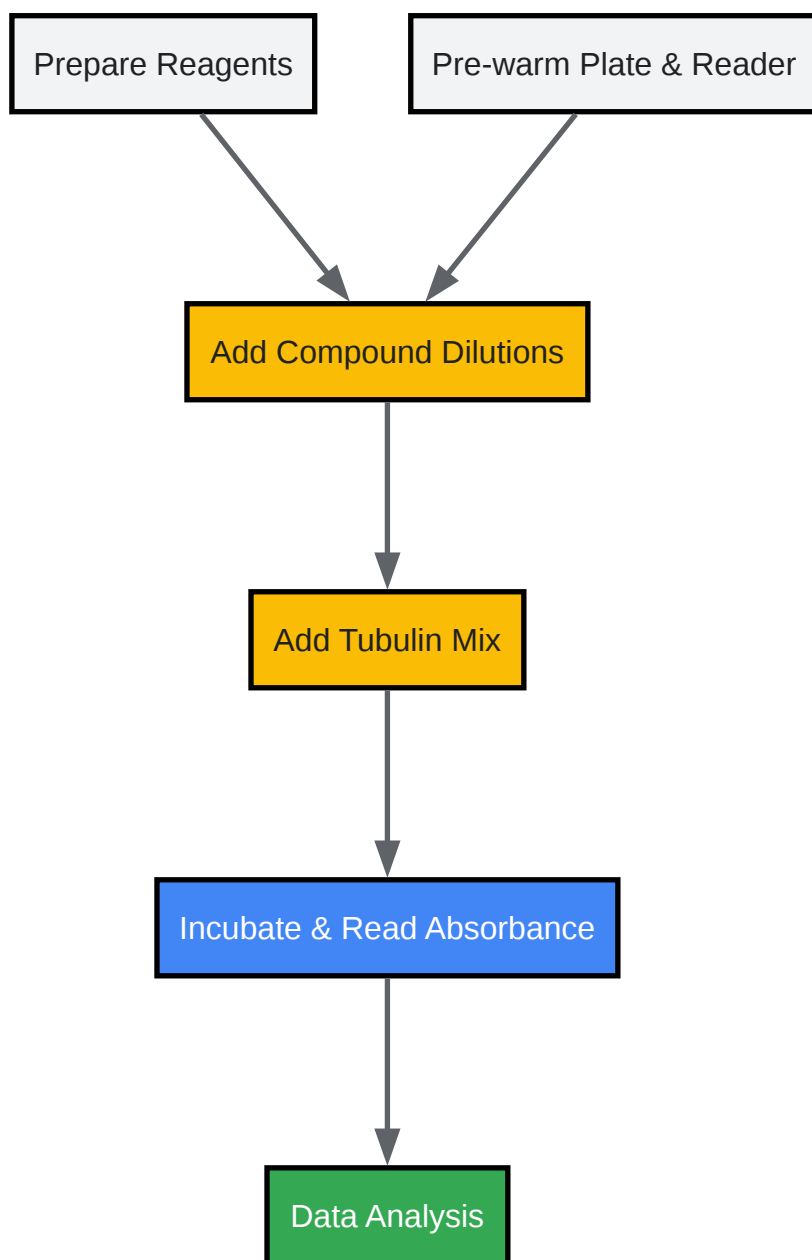 Prepare Reagents
Pre-warm Plate & Reader
Add Compound Dilutions
Add Tubulin Mix
Incubate & Read Absorbance
Data Analysis